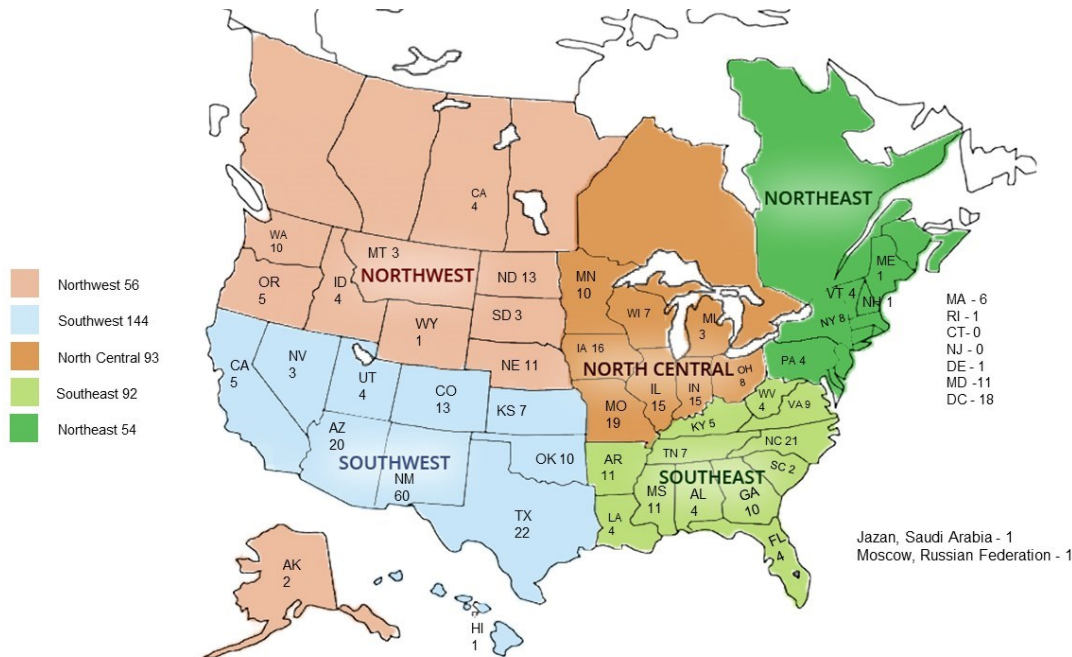 NORTHEAST
CA
4
WA
10
MT 3
NORTHWEST
ND 13
OR
5
ID
4
SD 3
WY
1
NE 11
MN
10
WI 7
MI
3
IA 16
NORTH CENTRAL
OH
8
IL
15
IN
15
MO
19
ME
1
VT 4
NH 1
NY 8
PA 4
MA - 6
RI - 1
CT- 0
NJ - 0
DE - 1
MD -11
DC - 18
Northwest 56
Southwest 144
North Central 93
Southeast 92
Northeast 54
CA
5
NV
3
UT
4
CO
13
KS 7
AZ
20
SOUTHWEST
NM
60
OK 10
TX
22
WV
4
VA 9
KY 5
NC 21
TN 7
SC 2
SOUTHEAST
AR
11
MS
11
AL
4
GA
10
LA
4
FL
4
Jazan, Saudi Arabia - 1
Moscow, Russian Federation - 1
AK
2
HI
1